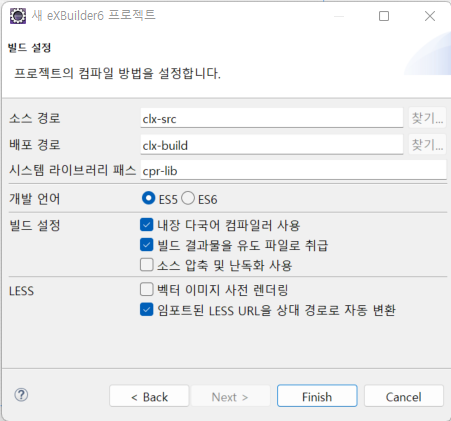 새 eXBuilder6 프로젝트
빌드 설정
프로젝트의 컴파일 방법을 설정합니다.
소스 경로 clx-src 찾기...
배포 경로 clx-build 찾기...
시스템 라이브러리 패스 cpr-lib
개발 언어 ES5 ES6
빌드 설정 내장 다국어 컴파일러 사용
빌드 결과물을 유도 파일로 취급
소스 압축 및 난독화 사용
LESS 벡터 이미지 사전 렌더링
임포트된 LESS URL을 상대 경로로 자동 변환
? < Back Next > Finish Cancel